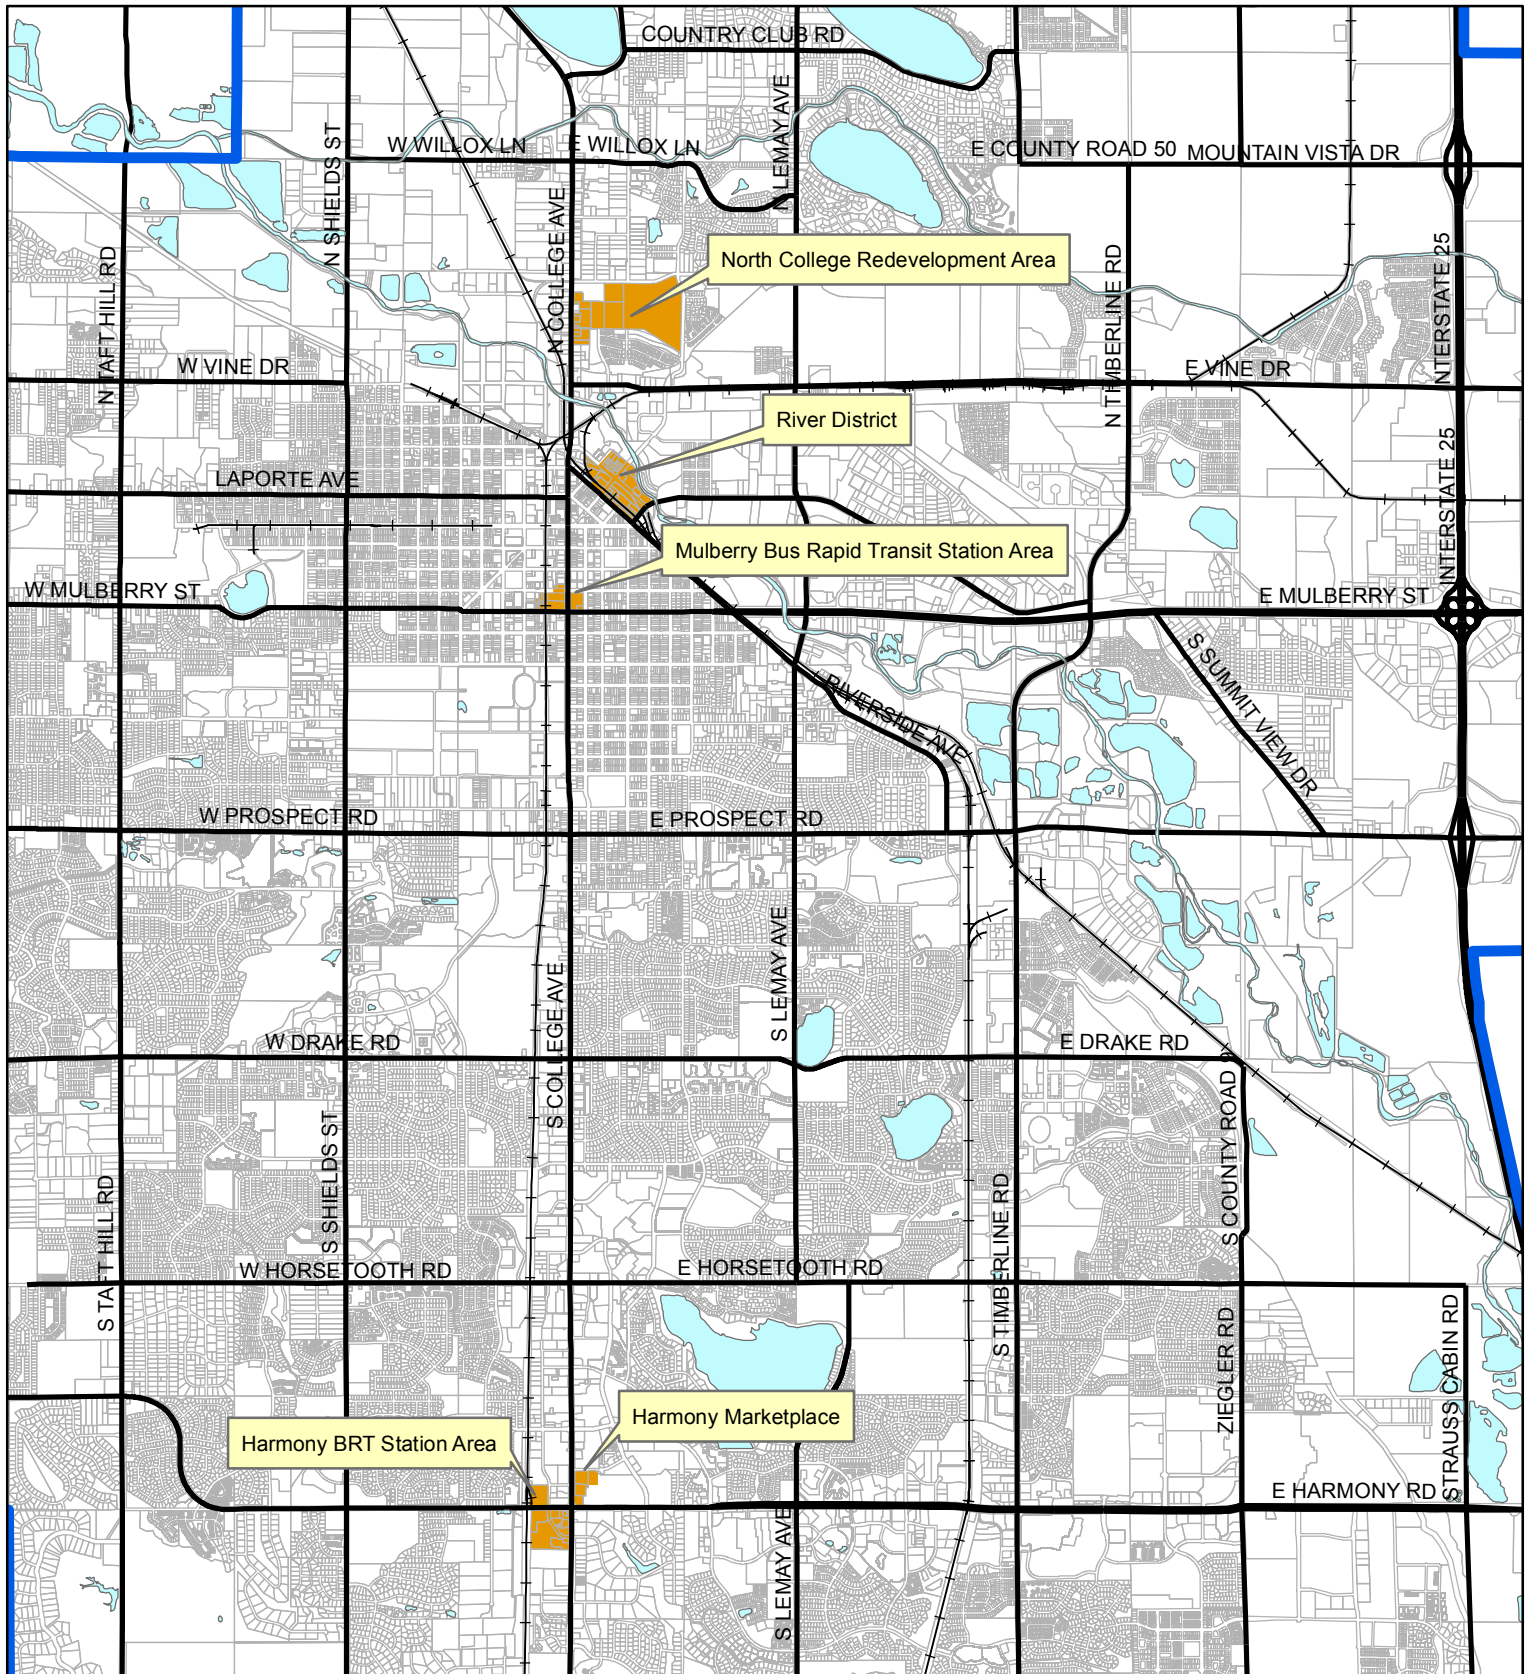 COUNTRY CLUB RD
N LEMAY AVE
W WILLOX LN
E WILLOX LN
E COUNTY ROAD 50
MOUNTAIN VISTA DR
N SHIELDS ST
N COLLEGE AVE
N TAFT HILL RD
North College Redevelopment Area
N TIMBERLINE RD
NTERSTATE 25
W VINE DR
E VINE DR
River District
LAPORTE AVE
INTERSTATE 25
Mulberry Bus Rapid Transit Station Area
W MULBERRY ST
E MULBERRY ST
S SUMMIT VIEW DR
RIVERSIDE AVE
W PROSPECT RD
E PROSPECT RD
S LEMAY AVE
S COLLEGE AVE
W DRAKE RD
E DRAKE RD
S COUNTY ROAD 9
S SHIELDS ST
S TAFT HILL RD
S TIMBERLINE RD
W HORSETOOTH RD
E HORSETOOTH RD
ZIEGLER RD
STRAUSS CABIN RD
Harmony Marketplace
Harmony BRT Station Area
E HARMONY RD
S LEMAY AVE